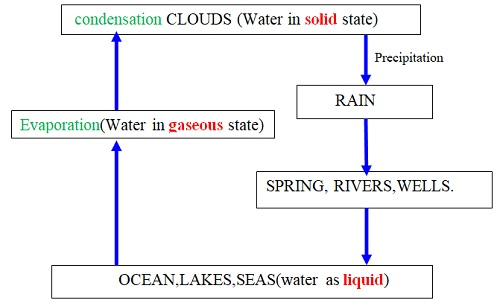 condensation CLOUDS (Water in solid state)
Precipitation
RAIN
Evaporation(Water in gaseous state)
SPRING, RIVERS,WELLS.
OCEAN,LAKES,SEAS(water as liquid)